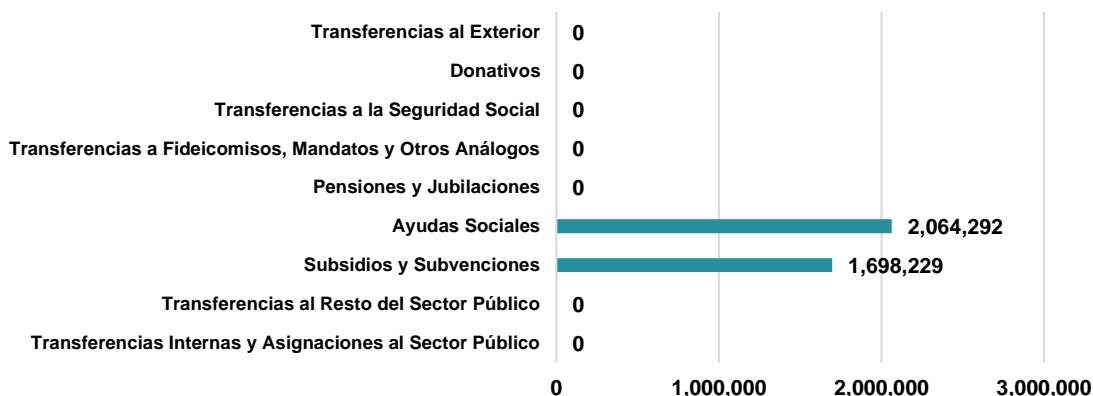 Transferencias al Exterior 0
Donativos 0
Transferencias a la Seguridad Social 0
Transferencias a Fideicomisos, Mandatos y Otros Análogos 0
Pensiones y Jubilaciones 0
Ayudas Sociales 2,064,292
Subsidios y Subvenciones 1,698,229
Transferencias al Resto del Sector Público 0
Transferencias Internas y Asignaciones al Sector Público 0
0 1,000,000 2,000,000 3,000,000